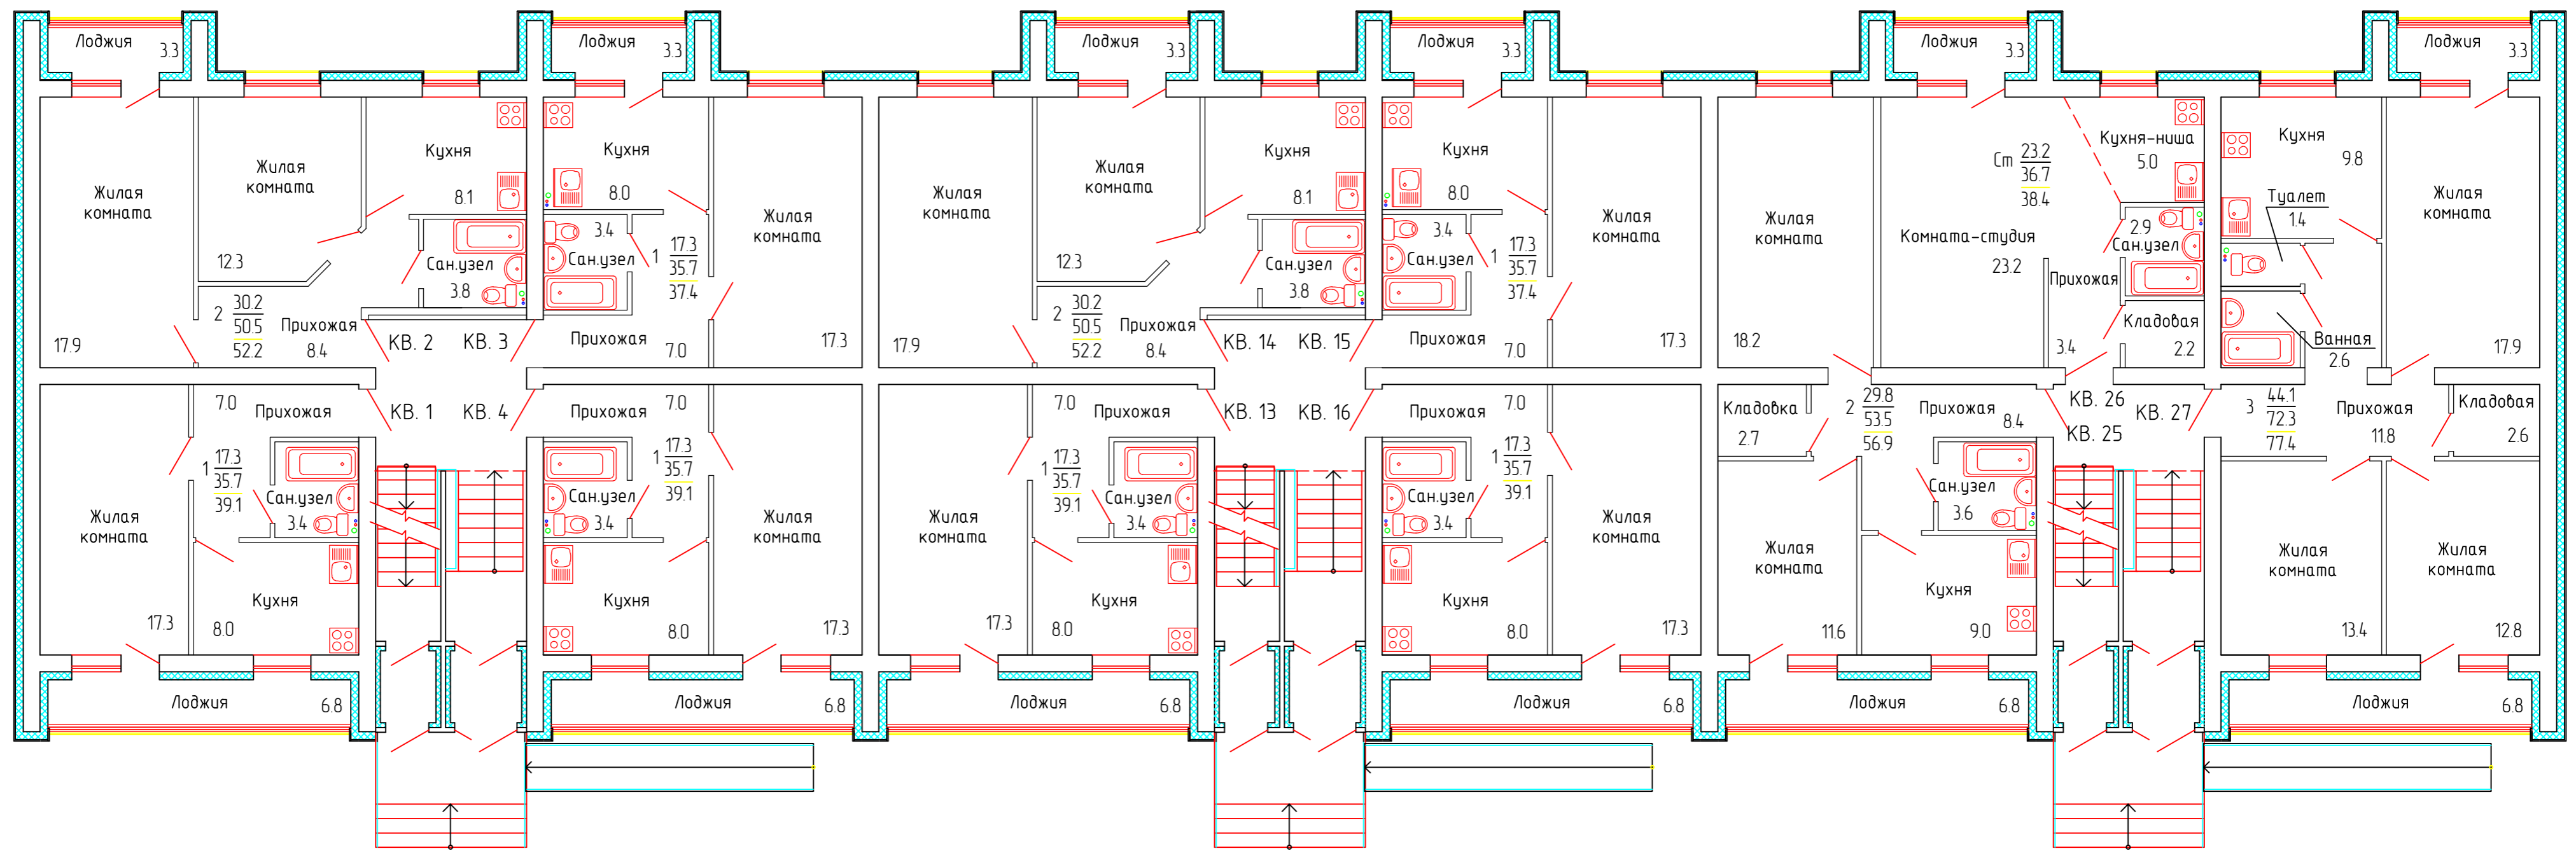 Лоджия
3.3
Лоджия
3.3
Лоджия
3.3
Лоджия
3.3
Лоджия
3.3
Лоджия
3.3
Жилая
комната
17.9
Жилая
комната
12.3
Кухня
8.1
Сан.узел
3.8
2 30.2
50.5
52.2
Прихожая
8.4
КВ. 2
КВ. 3
Кухня
8.0
3.4
Сан.узел
1 17.3
35.7
37.4
Прихожая
7.0
Жилая
комната
17.3
Жилая
комната
17.9
Жилая
комната
12.3
Кухня
8.1
Сан.узел
3.8
2 30.2
50.5
52.2
Прихожая
8.4
КВ. 14
КВ. 15
Кухня
8.0
3.4
Сан.узел
1 17.3
35.7
37.4
Прихожая
7.0
Жилая
комната
17.3
Жилая
комната
18.2
Ст 23.2
36.7
38.4
Комната-студия
23.2
Кухня-ниша
5.0
2.9
Сан.узел
Прихожая
3.4
Кладовая
2.2
Кухня
9.8
Туалет
1.4
Ванная
2.6
Жилая
комната
17.9
7.0
Прихожая
КВ. 1
КВ. 4
1 17.3
35.7
39.1
Сан.узел
3.4
Жилая
комната
17.3
Кухня
8.0
Прихожая
7.0
1 17.3
35.7
39.1
Сан.узел
3.4
Кухня
8.0
Жилая
комната
17.3
7.0
Прихожая
КВ. 13
КВ. 16
1 17.3
35.7
39.1
Сан.узел
3.4
Жилая
комната
17.3
Кухня
8.0
Прихожая
7.0
1 17.3
35.7
39.1
Сан.узел
3.4
Кухня
8.0
Жилая
комната
17.3
Кладовка
2.7
2 29.8
53.5
56.9
Прихожая
8.4
КВ. 26
КВ. 25
КВ. 27
Сан.узел
3.6
Жилая
комната
11.6
Кухня
9.0
3 44.1
72.3
77.4
Прихожая
11.8
Кладовая
2.6
Жилая
комната
13.4
Жилая
комната
12.8
Лоджия
6.8
Лоджия
6.8
Лоджия
6.8
Лоджия
6.8
Лоджия
6.8
Лоджия
6.8